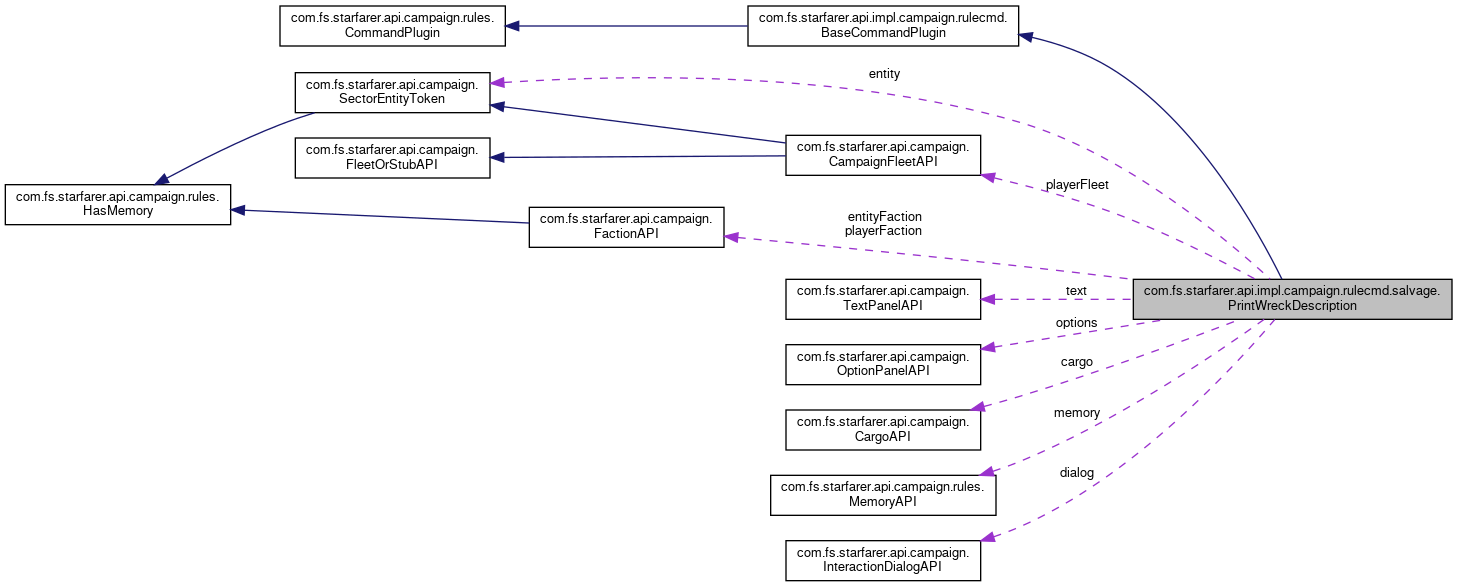 com.fs.starfarer.api.campaign.rules.
CommandPlugin
com.fs.starfarer.api.impl.campaign.rulecmd.
BaseCommandPlugin
entity
com.fs.starfarer.api.campaign.
SectorEntityToken
com.fs.starfarer.api.campaign.
FleetOrStubAPI
com.fs.starfarer.api.campaign.
CampaignFleetAPI
playerFleet
com.fs.starfarer.api.campaign.rules.
HasMemory
com.fs.starfarer.api.campaign.
FactionAPI
entityFaction
playerFaction
com.fs.starfarer.api.campaign.
TextPanelAPI
text
com.fs.starfarer.api.impl.campaign.rulecmd.salvage.
PrintWreckDescription
options
com.fs.starfarer.api.campaign.
OptionPanelAPI
cargo
com.fs.starfarer.api.campaign.
CargoAPI
memory
com.fs.starfarer.api.campaign.rules.
MemoryAPI
dialog
com.fs.starfarer.api.campaign.
InteractionDialogAPI